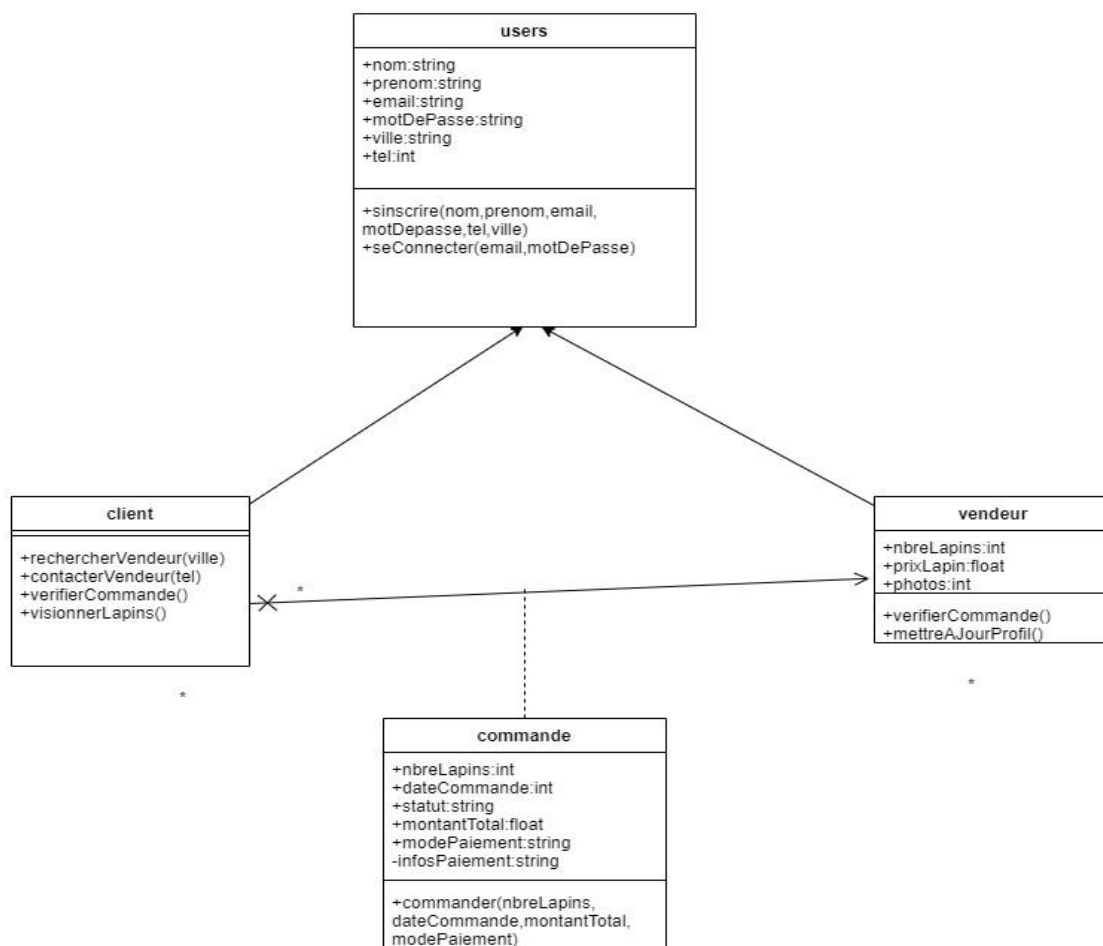 users
+nom:string
+prenom:string
+email:string
+motDePasse:string
+ville:string
+tel:int
+sinscrire(nom,prenom,email,
motDepasse,tel,ville)
+seConnecter(email,motDePasse)
client
+rechercherVendeur(ville)
+contacterVendeur(tel)
+verifierCommande()
+visionnerLapins()
*
*
vendeur
+nbreLapins:int
+prixLapin:float
+photos:int
+verifierCommande()
+mettreAJourProfil()
*
commande
+nbreLapins:int
+dateCommande:int
+statut:string
+montantTotal:float
+modePaiement:string
-infosPaiement:string
+commander(nbreLapins,
dateCommande,montantTotal,
modePaiement)